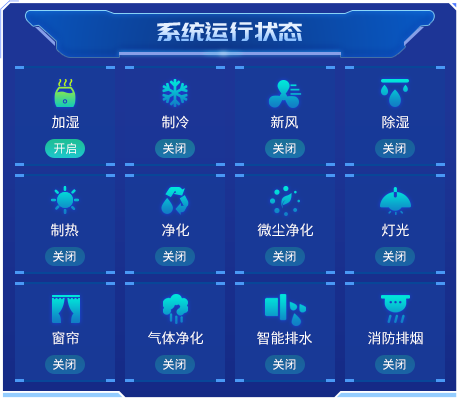 系统运行状态
加湿 制冷 新风 除湿
开启 关闭 关闭 关闭
制热 净化 微尘净化 灯光
关闭 关闭 关闭 关闭
窗帘 气体净化 智能排水 消防排烟
关闭 关闭 关闭 关闭